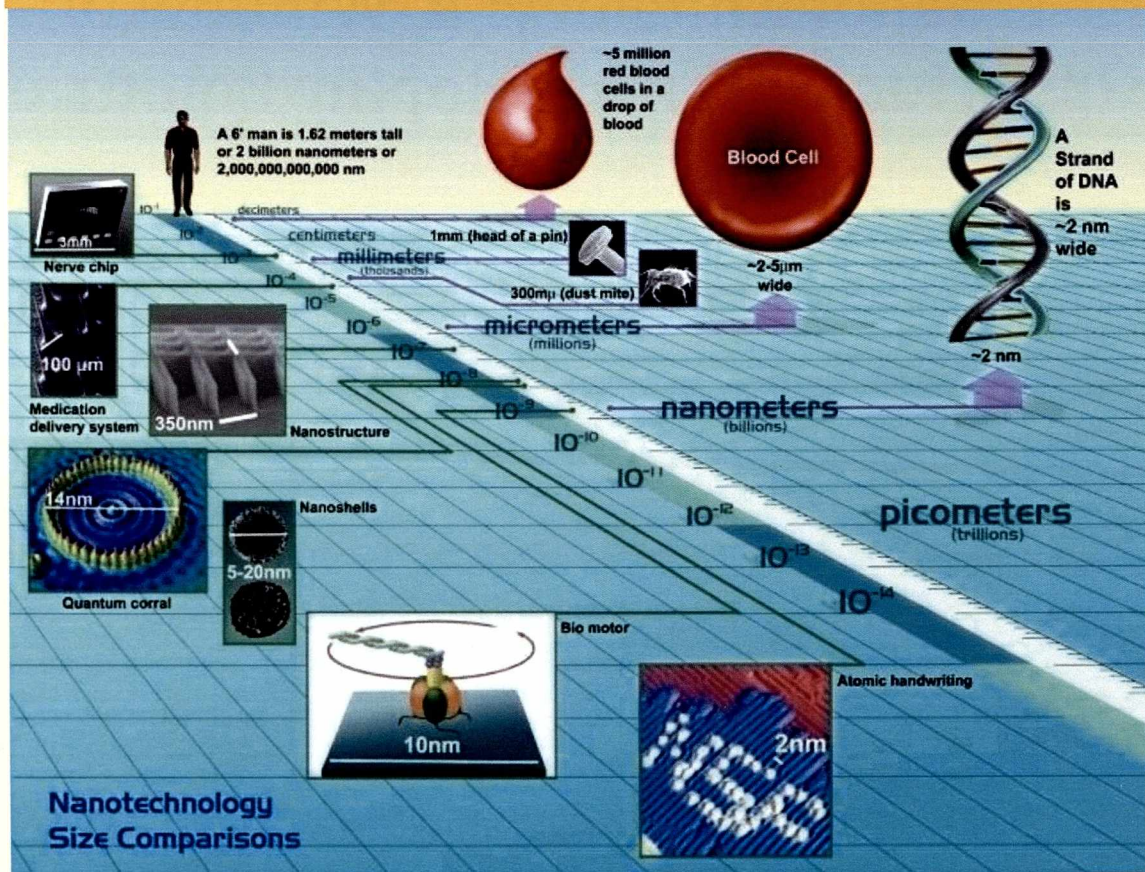 A 6' man is 1.62 meters tall
or 2 billion nanometers or
2,000,000,000,000 nm
~5 million
red blood
cells in a
drop of
blood
Blood Cell
A
Strand
of DNA
is
~2 nm
wide
3mm
Nerve chip
10-1
10-2
10-3
10-4
10-5
10-6
10-7
10-8
10-9
10-10
10-11
10-12
10-13
10-14
decimeters
centimeters
millimeters
(thousands)
1mm (head of a pin)
300mµ (dust mite)
~2-5µm
wide
micrometers
(millions)
~2 nm
nanometers
(billions)
picometers
(trillions)
100 µm
Medication
delivery system
350nm
Nanostructure
14nm
Quantum corral
Nanoshells
5-20nm
Bio motor
10nm
Atomic handwriting
2nm
Nanotechnology
Size Comparisons